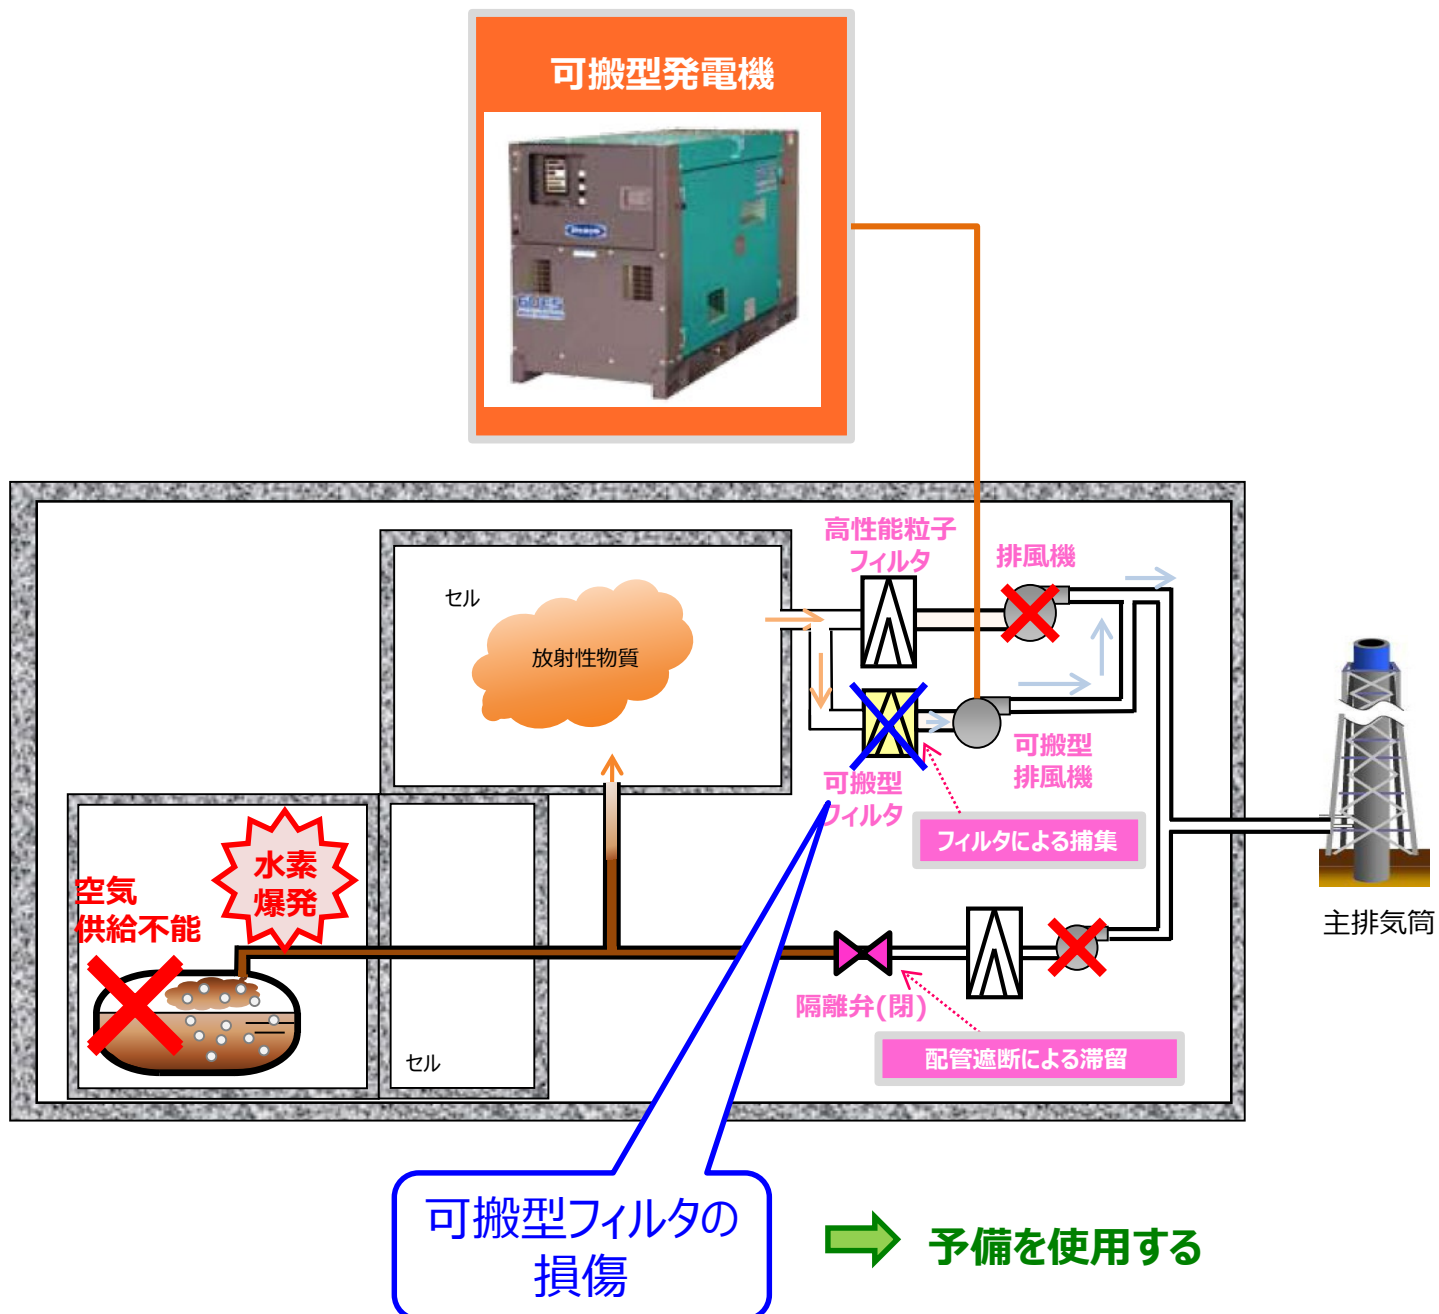 可搬型発電機
Denyo
60ES
高性能粒子
フィルタ
排風機
セル
放射性物質
可搬型
排風機
可搬型
フィルタ
フィルタによる捕集
水素
爆発
空気
供給不能
主排気筒
隔離弁(閉)
配管遮断による滞留
セル
可搬型フィルタの
損傷
予備を使用する